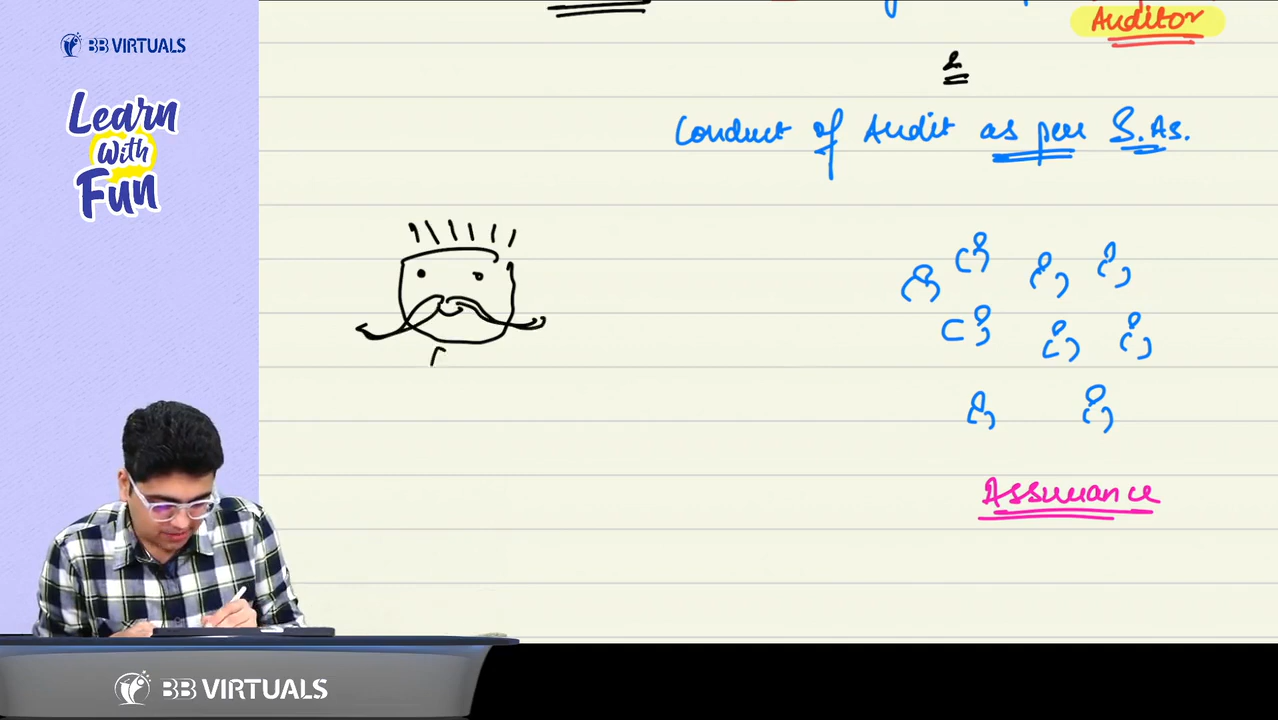 BB VIRTUALS
Learn
With
Fun
Auditor
&
Conduct of Audit as per S.As.
Assurance
BB VIRTUALS